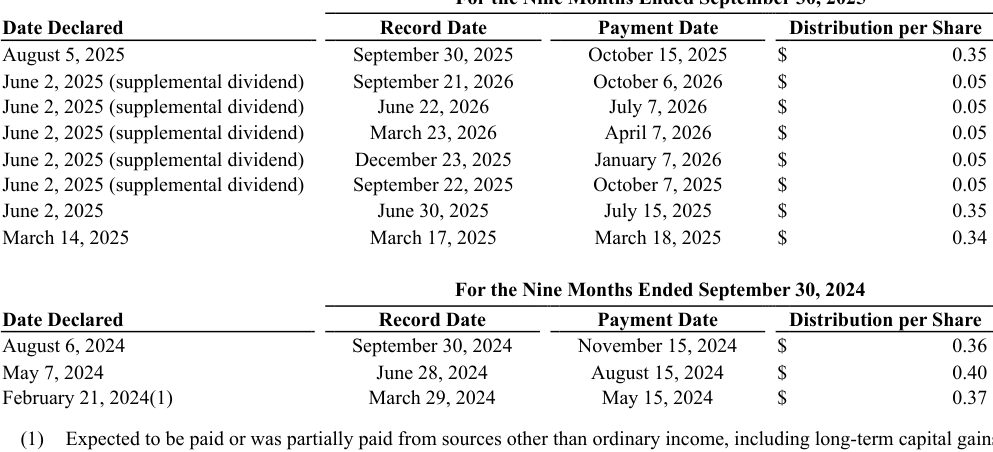 For the Nine Months Ended September 30, 2025
Date Declared Record Date Payment Date Distribution per Share
August 5, 2025 September 30, 2025 October 15, 2025 $ 0.35
June 2, 2025 (supplemental dividend) September 21, 2026 October 6, 2026 $ 0.05
June 2, 2025 (supplemental dividend) June 22, 2026 July 7, 2026 $ 0.05
June 2, 2025 (supplemental dividend) March 23, 2026 April 7, 2026 $ 0.05
June 2, 2025 (supplemental dividend) December 23, 2025 January 7, 2026 $ 0.05
June 2, 2025 (supplemental dividend) September 22, 2025 October 7, 2025 $ 0.05
June 2, 2025 June 30, 2025 July 15, 2025 $ 0.35
March 14, 2025 March 17, 2025 March 18, 2025 $ 0.34
For the Nine Months Ended September 30, 2024
Date Declared Record Date Payment Date Distribution per Share
August 6, 2024 September 30, 2024 November 15, 2024 $ 0.36
May 7, 2024 June 28, 2024 August 15, 2024 $ 0.40
February 21, 2024(1) March 29, 2024 May 15, 2024 $ 0.37
(1) Expected to be paid or was partially paid from sources other than ordinary income, including long-term capital gains